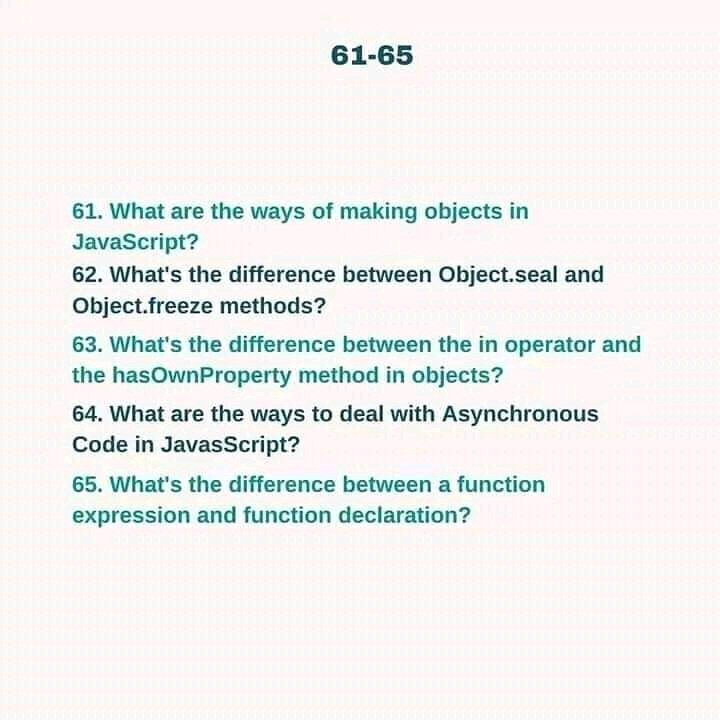 61-65
61. What are the ways of making objects in
JavaScript?
62. What's the difference between Object.seal and
Object.freeze methods?
63. What's the difference between the in operator and
the hasOwnProperty method in objects?
64. What are the ways to deal with Asynchronous
Code in JavasScript?
65. What's the difference between a function
expression and function declaration?